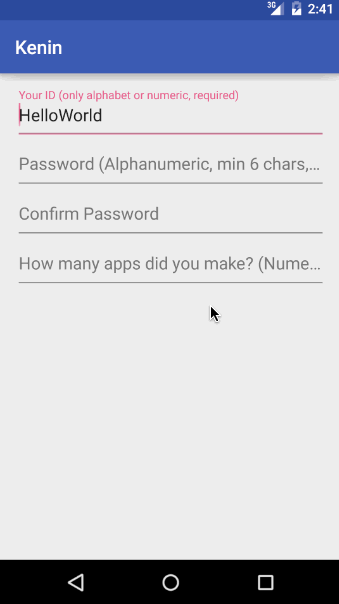 3G 2:41
Kenin
Your ID (only alphabet or numeric, required)
HelloWorld
Password (Alphanumeric, min 6 chars,...
Confirm Password
How many apps did you make? (Nume...